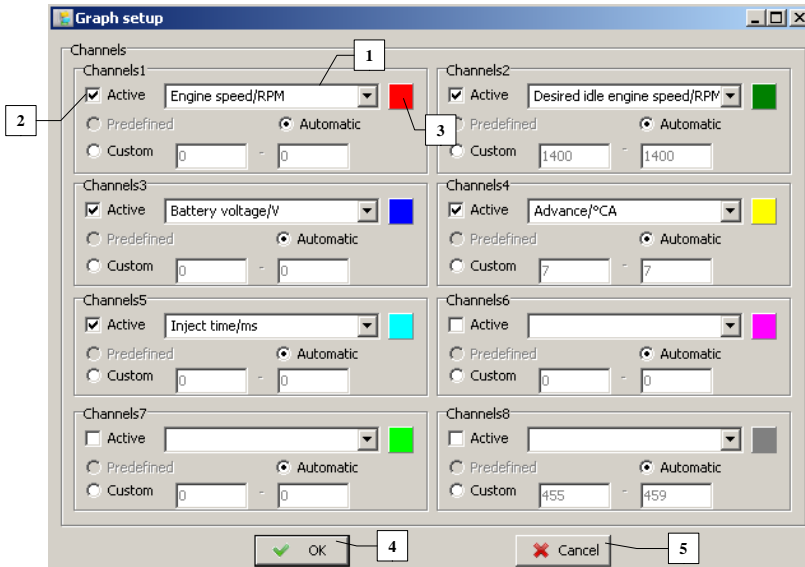 Graph setup
Channels
1
Channels1
Active Engine speed/RPM
2
3
Predefined Automatic
Custom 0 - 0
Channels2
Active Desired idle engine speed/RPM
Predefined Automatic
Custom 1400 - 1400
Channels3
Active Battery voltage/V
Predefined Automatic
Custom 0 - 0
Channels4
Active Advance/°CA
Predefined Automatic
Custom 7 - 7
Channels5
Active Inject time/ms
Predefined Automatic
Custom 0 - 0
Channels6
Active
Predefined Automatic
Custom 0 - 0
Channels7
Active
Predefined Automatic
Custom 0 - 0
Channels8
Active
Predefined Automatic
Custom 455 - 459
OK 4
Cancel 5